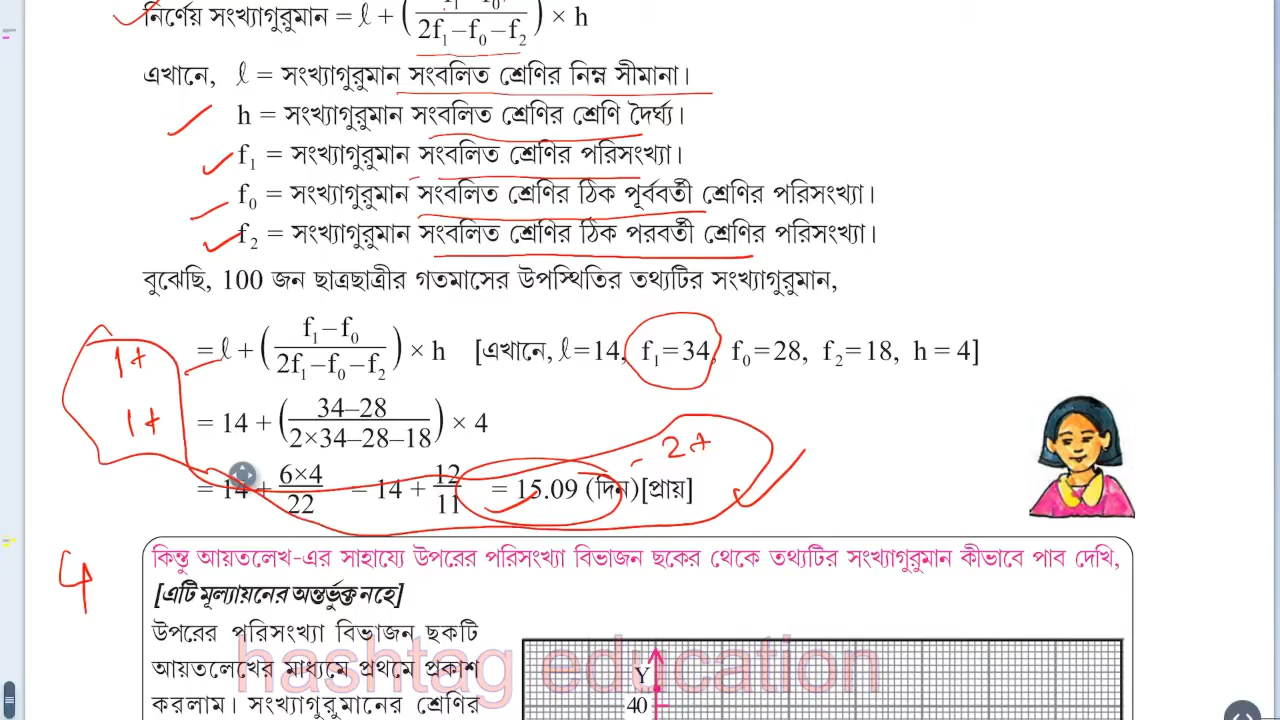 নির্ণেয় সংখ্যাগুরুমান = ℓ + (f₁–f₀ / 2f₁–f₀–f₂) × h
এখানে, ℓ = সংখ্যাগুরুমান সংবলিত শ্রেণির নিম্ন সীমানা।
h = সংখ্যাগুরুমান সংবলিত শ্রেণির শ্রেণি দৈর্ঘ্য।
f₁ = সংখ্যাগুরুমান সংবলিত শ্রেণির পরিসংখ্যা।
f₀ = সংখ্যাগুরুমান সংবলিত শ্রেণির ঠিক পূর্ববর্তী শ্রেণির পরিসংখ্যা।
f₂ = সংখ্যাগুরুমান সংবলিত শ্রেণির ঠিক পরবর্তী শ্রেণির পরিসংখ্যা।
বুঝেছি, 100 জন ছাত্রছাত্রীর গতমাসের উপস্থিতির তথ্যটির সংখ্যাগুরুমান,
= ℓ + (f₁–f₀ / 2f₁–f₀–f₂) × h [এখানে, ℓ=14, f₁=34, f₀=28, f₂=18, h = 4]
1+
1+
= 14 + (34–28 / 2×34–28–18) × 4
2+
= 14 + 6×4 / 22 = 14 + 12 / 11 = 15.09 (দিন)[প্রায়]
4
কিন্তু আয়তলেখ-এর সাহায্যে উপরের পরিসংখ্যা বিভাজন ছকের থেকে তথ্যটির সংখ্যাগুরুমান কীভাবে পাব দেখি,
[এটি মূল্যায়নের অন্তর্ভুক্ত নহে]
উপরের পরিসংখ্যা বিভাজন ছকটি
আয়তলেখের মাধ্যমে প্রথমে প্রকাশ
করলাম। সংখ্যাগুরুমানের শ্রেণির
hashtag education
Y
40